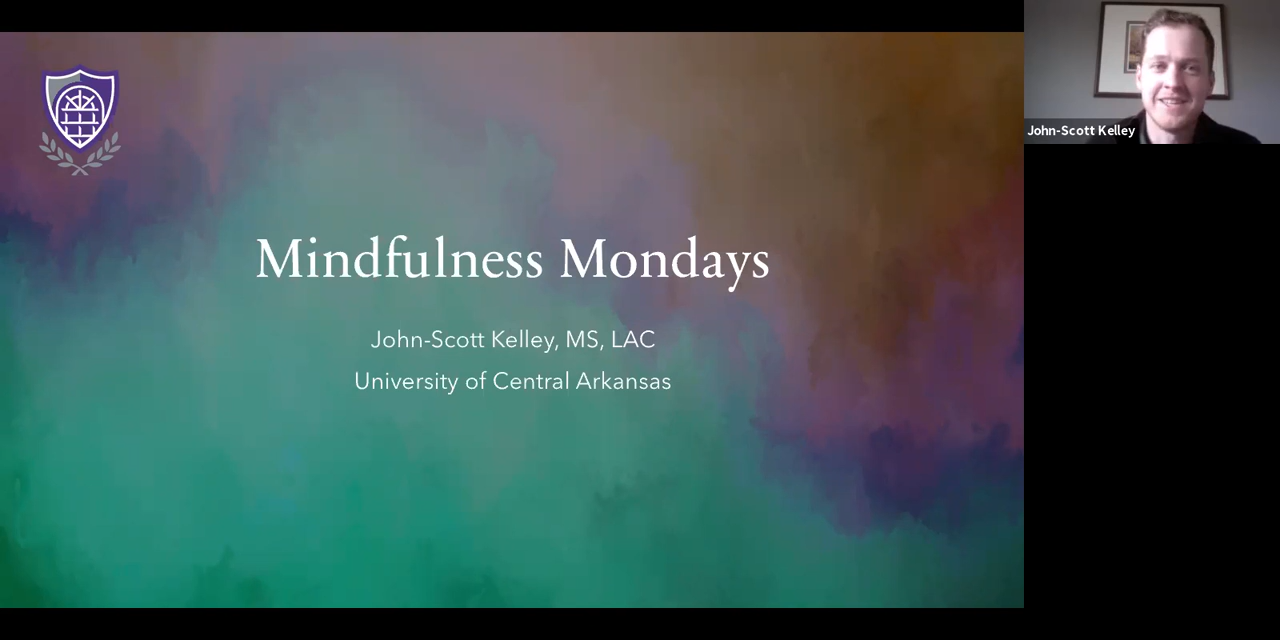 Mindfulness Mondays
John-Scott Kelley, MS, LAC
University of Central Arkansas
John-Scott Kelley